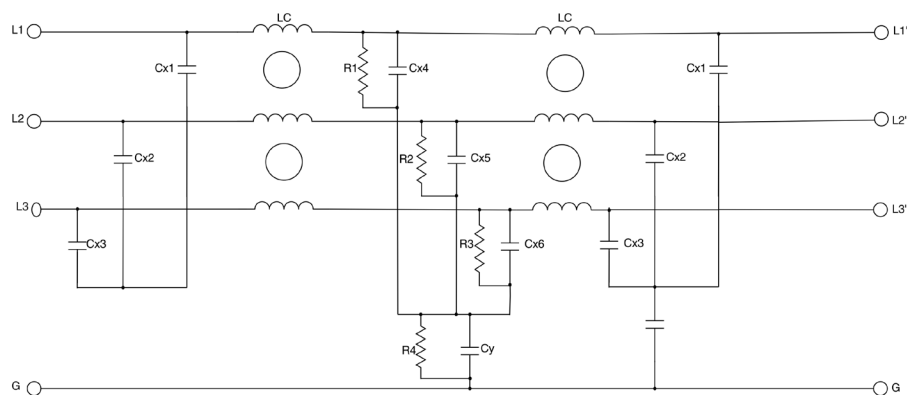 L1 LC LC L1'
Cx1 R1 Cx4 Cx1
L2 L2'
Cx2 R2 Cx5 Cx2
L3 L3'
Cx3 R3 Cx6 Cx3
R4 Cy
G G